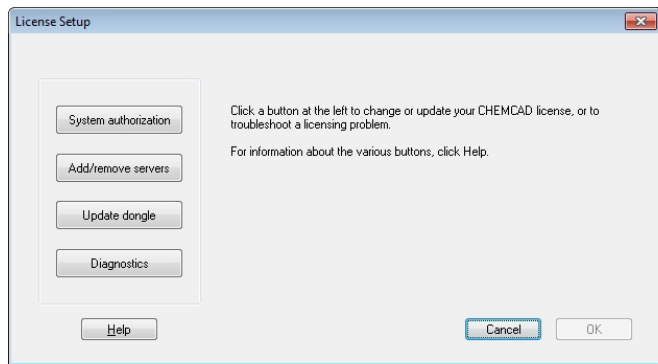 License Setup
System authorization
Add/remove servers
Update dongle
Diagnostics
Click a button at the left to change or update your CHEMCAD license, or to
troubleshoot a licensing problem.
For information about the various buttons, click Help.
Help
Cancel
OK